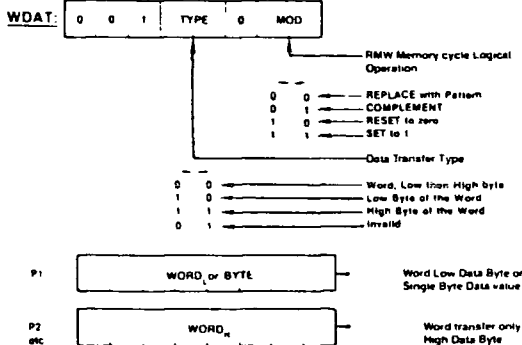 WDAT: 0 0 1 TYPE 0 MOD
RMW Memory cycle Logical
Operation
0 0 REPLACE with Pattern
0 1 COMPLEMENT
1 0 RESET to zero
1 1 SET to 1
Data Transfer Type
0 0 Word, Low then High byte
1 0 Low Byte of the Word
1 1 High Byte of the Word
0 1 Invalid
P1 WORDL or BYTE Word Low Data Byte or
Single Byte Data value
P2 WORDH Word transfer only
etc High Data Byte